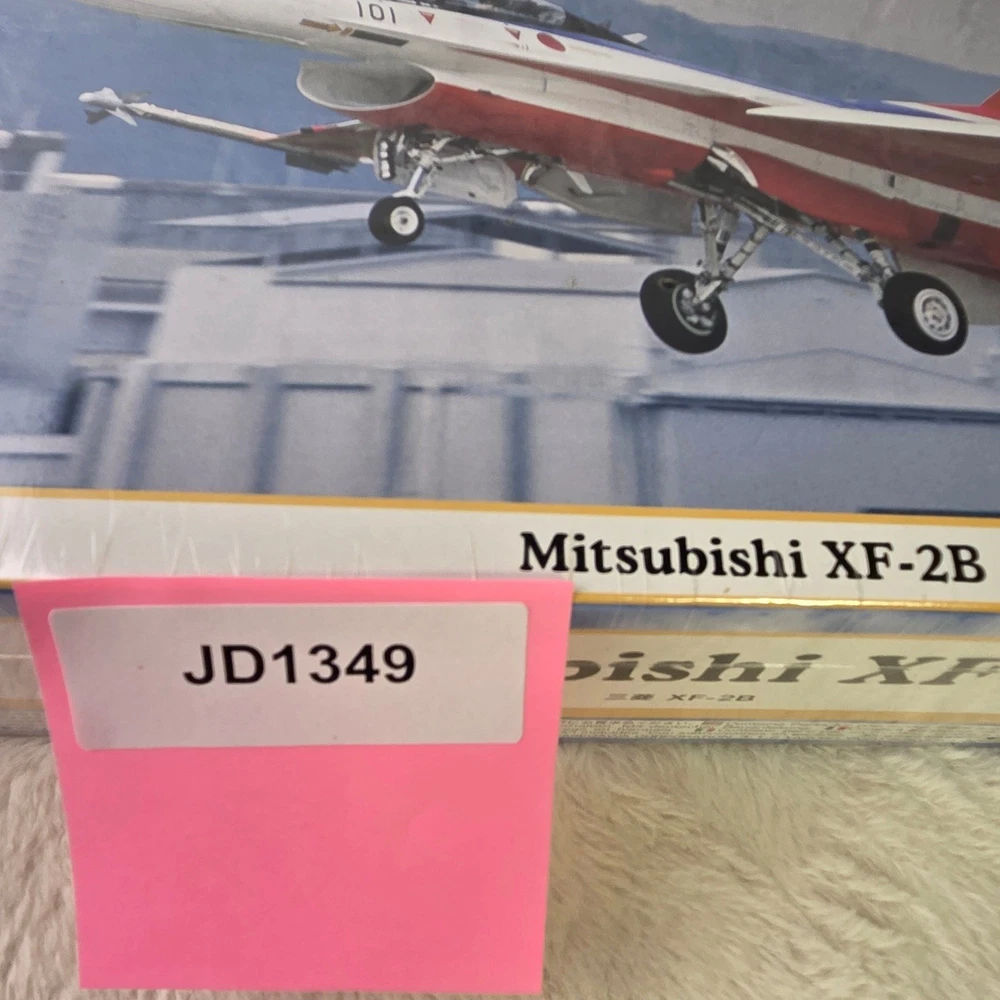 101
Mitsubishi XF-2B
JD1349
bishi XF
三菱 XF-2B